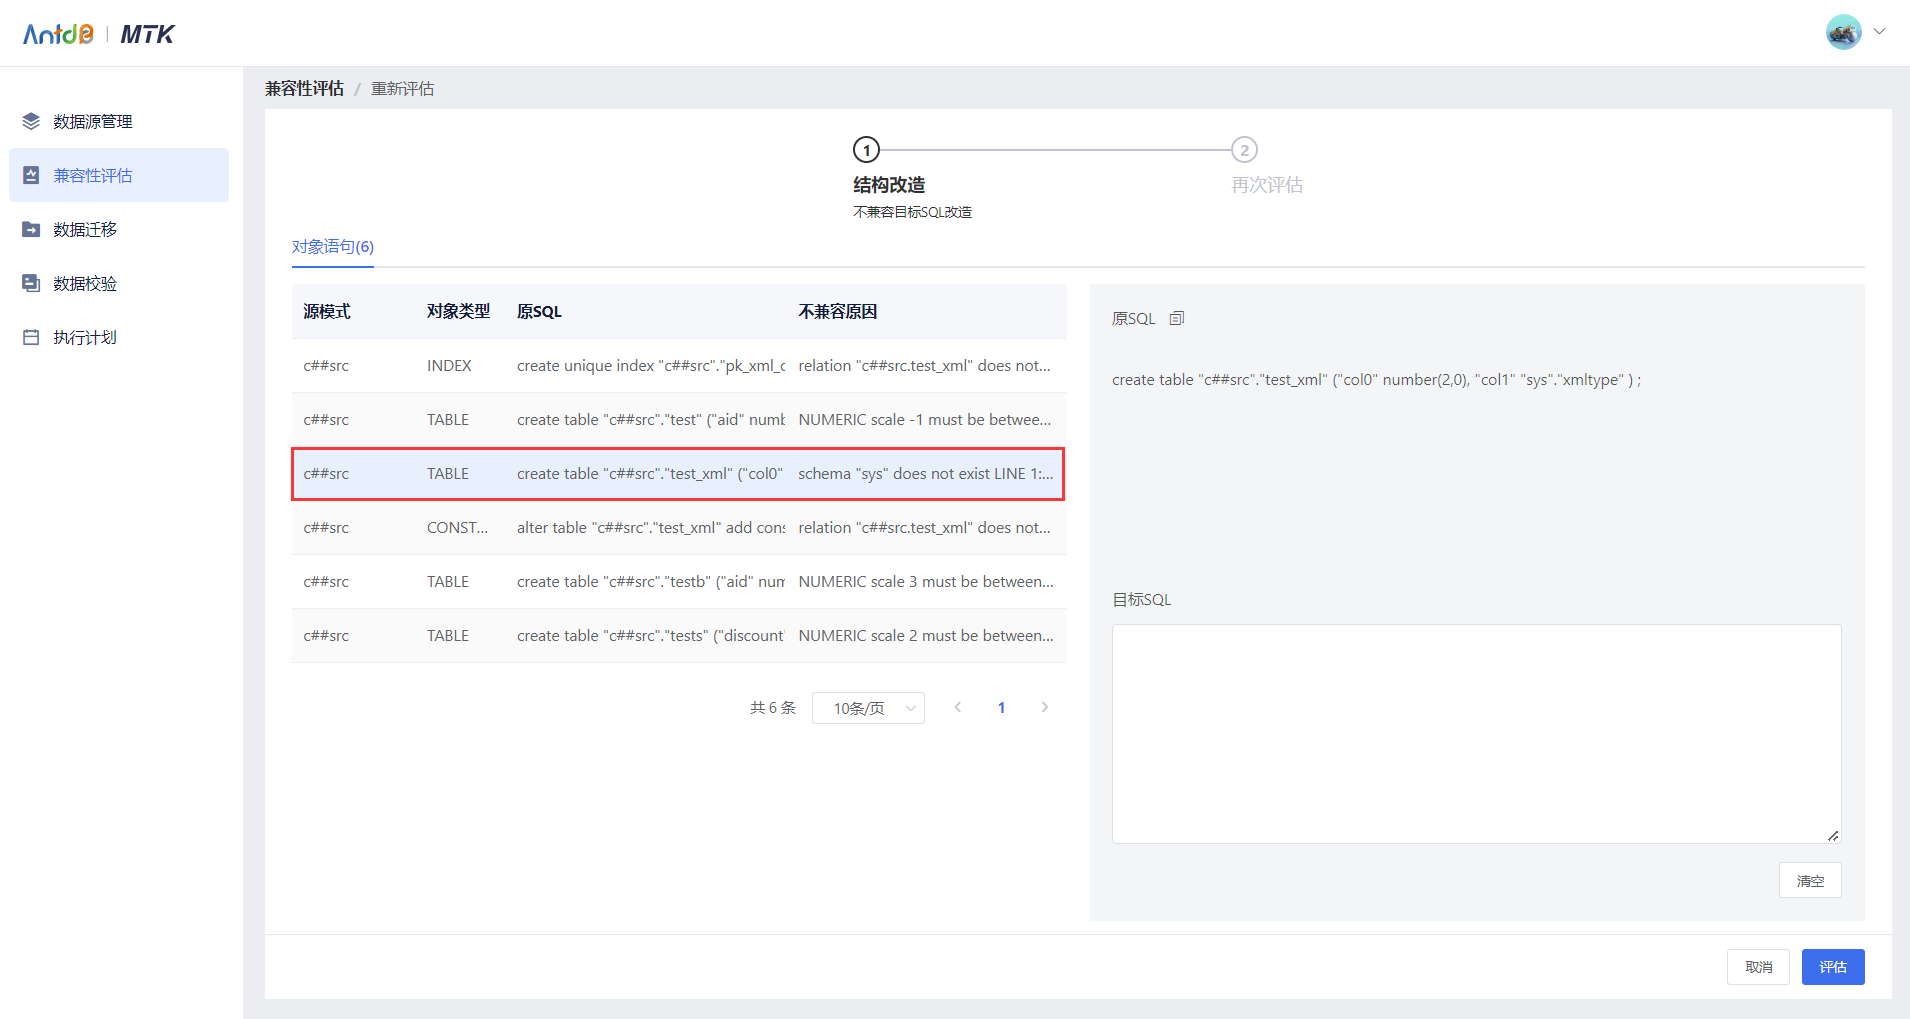 AntdB | MTK
数据源管理
兼容性评估
数据迁移
数据校验
执行计划
兼容性评估 / 重新评估
1
2
结构改造
再次评估
不兼容目标SQL改造
对象语句(6)
源模式 对象类型 原SQL 不兼容原因
c##src INDEX create unique index "c##src"."pk_xml_c relation "c##src.test_xml" does not...
c##src TABLE create table "c##src"."test" ("aid" numb NUMERIC scale -1 must be betwee...
c##src TABLE create table "c##src"."test_xml" ("col0" schema "sys" does not exist LINE 1:...
c##src CONST... alter table "c##src"."test_xml" add cons relation "c##src.test_xml" does not...
c##src TABLE create table "c##src"."testb" ("aid" num NUMERIC scale 3 must be between...
c##src TABLE create table "c##src"."tests" ("discount" NUMERIC scale 2 must be between...
共 6 条 10条/页 1
原SQL
create table "c##src"."test_xml" ("col0" number(2,0), "col1" "sys"."xmltype" ) ;
目标SQL
清空
取消 评估